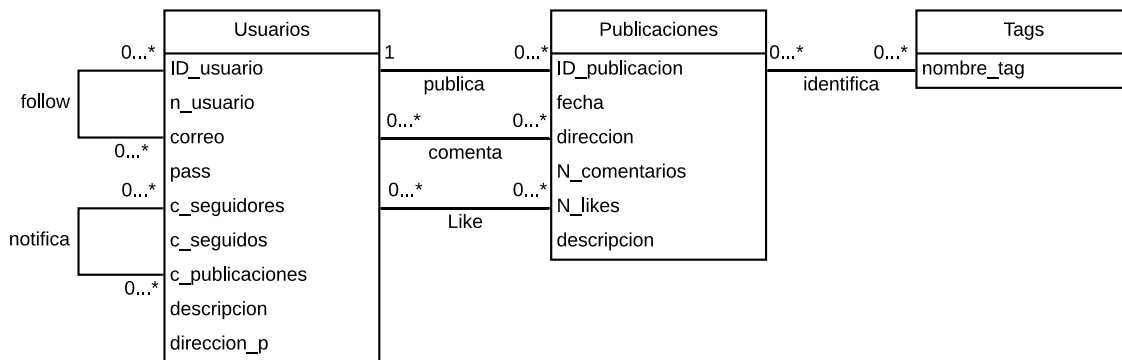 Usuarios
Publicaciones
Tags
0...*
ID_usuario
1
0...*
ID_publicacion
0...*
0...*
nombre_tag
publica
identifica
follow
n_usuario
fecha
correo
0...*
0...*
direccion
0...*
comenta
pass
N_comentarios
0...*
c_seguidores
0...*
0...*
N_likes
Like
notifica
c_seguidos
descripcion
c_publicaciones
0...*
descripcion
direccion_p